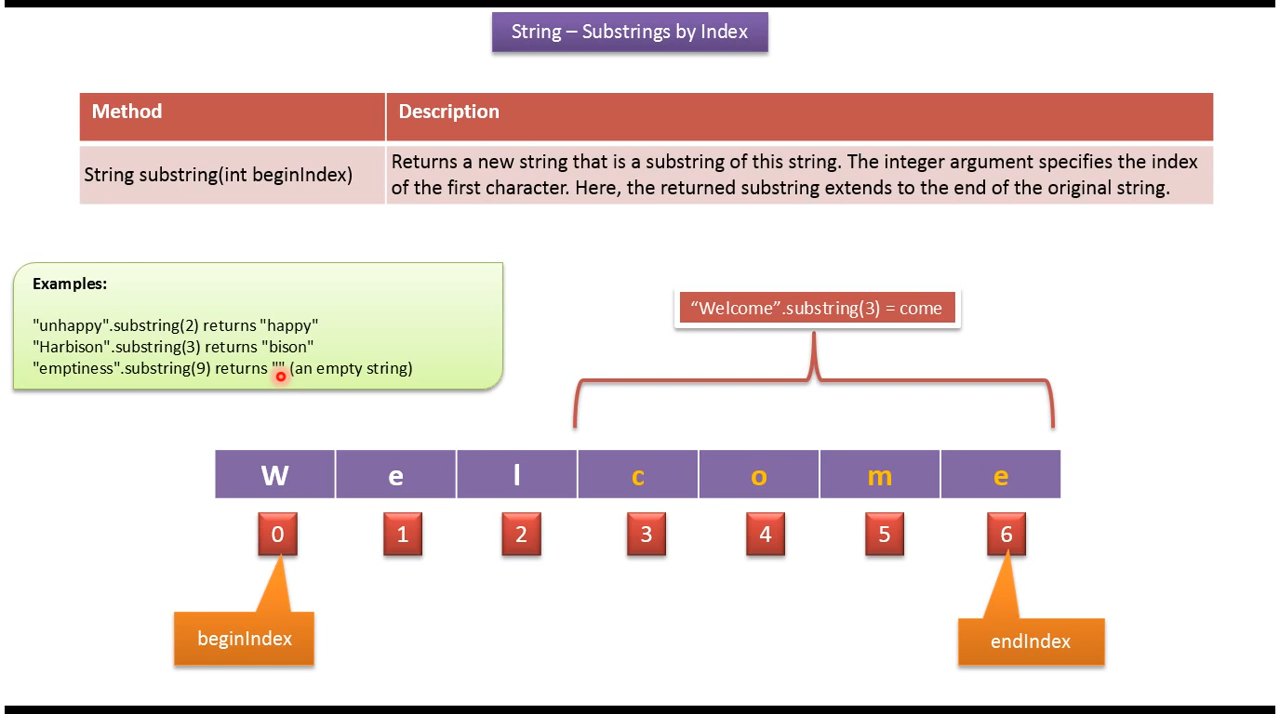 String – Substrings by Index
Method
Description
String substring(int beginIndex)
Returns a new string that is a substring of this string. The integer argument specifies the index
of the first character. Here, the returned substring extends to the end of the original string.
Examples:
"unhappy".substring(2) returns "happy"
"Harbison".substring(3) returns "bison"
"emptiness".substring(9) returns "" (an empty string)
“Welcome”.substring(3) = come
W e l c o m e
0 1 2 3 4 5 6
beginIndex
endIndex